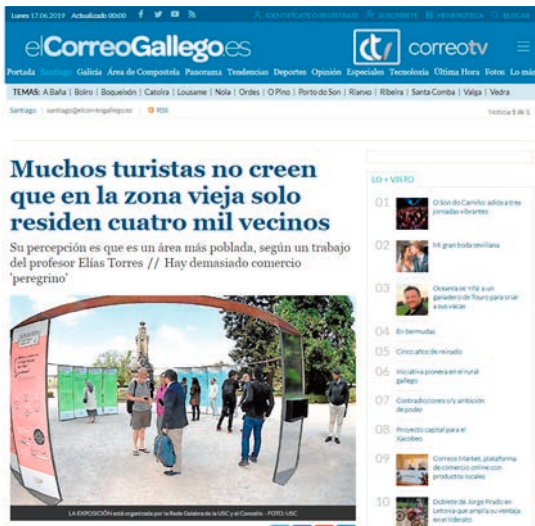 Lunes 17.06.2019 Actualizado 00:00
IDENTIFÍCATE O REGÍSTRATE SUSCRÍBETE HEMEROTECA BUSCAR
elCorreoGallego.es
correotv
Portada Santiago Galicia Área de Compostela Panorama Tendencias Deportes Opinión Especiales Tecnoloxía Última Hora Fotos Lo más
TEMAS: A Baña | Boiro | Boqueixón | Catoira | Lousame | Noia | Ordes | O Pino | Porto do Son | Rianxo | Ribeira | Santa Comba | Valga | Vedra
Santiago | santiago@elcorreogallego.es | RSS
Noticia 1 de 1
Muchos turistas no creen
que en la zona vieja solo
residen cuatro mil vecinos
Su percepción es que es un área más poblada, según un trabajo
del profesor Elías Torres // Hay demasiado comercio
'peregrino'
LA EXPOSICIÓN está organizada por la Rede Galabra de la USC y el Concello. - FOTO: USC
LO + VISTO
01 O Son do Camiño: adiós a tres
jornadas vibrantes
02 Mi gran boda sevillana
03 Oceanía se 'rifa' a un
ganadero de Touro para criar
a sus vacas
04 En bermudas
05 Cinco años de reinado
06 Iniciativa pionera en el rural
gallego
07 Contradicciones s/y ambición
de poder
08 Proyecto capital para el
Xacobeo
09 Correos Market, plataforma
de comercio online con
productos locales
10 Doblete de Jorge Prado en
Letonia que amplía su ventaja
en el liderato